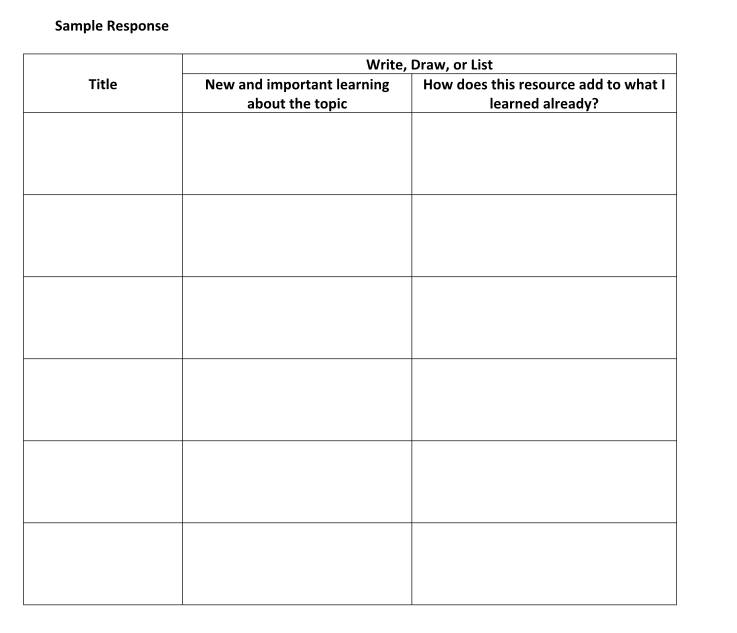 Sample Response
Write, Draw, or List
Title
New and important learning
about the topic
How does this resource add to what I
learned already?